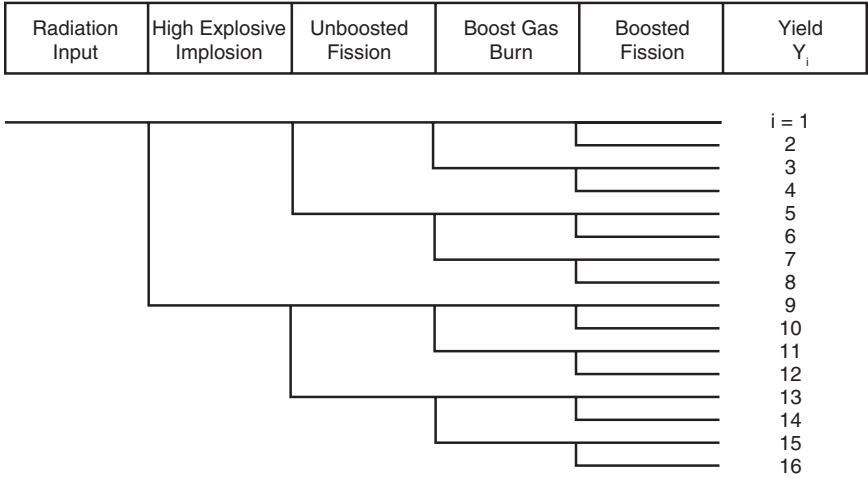 Radiation Input
High Explosive Implosion
Unboosted Fission
Boost Gas Burn
Boosted Fission
Yield Yi
i = 1
2
3
4
5
6
7
8
9
10
11
12
13
14
15
16